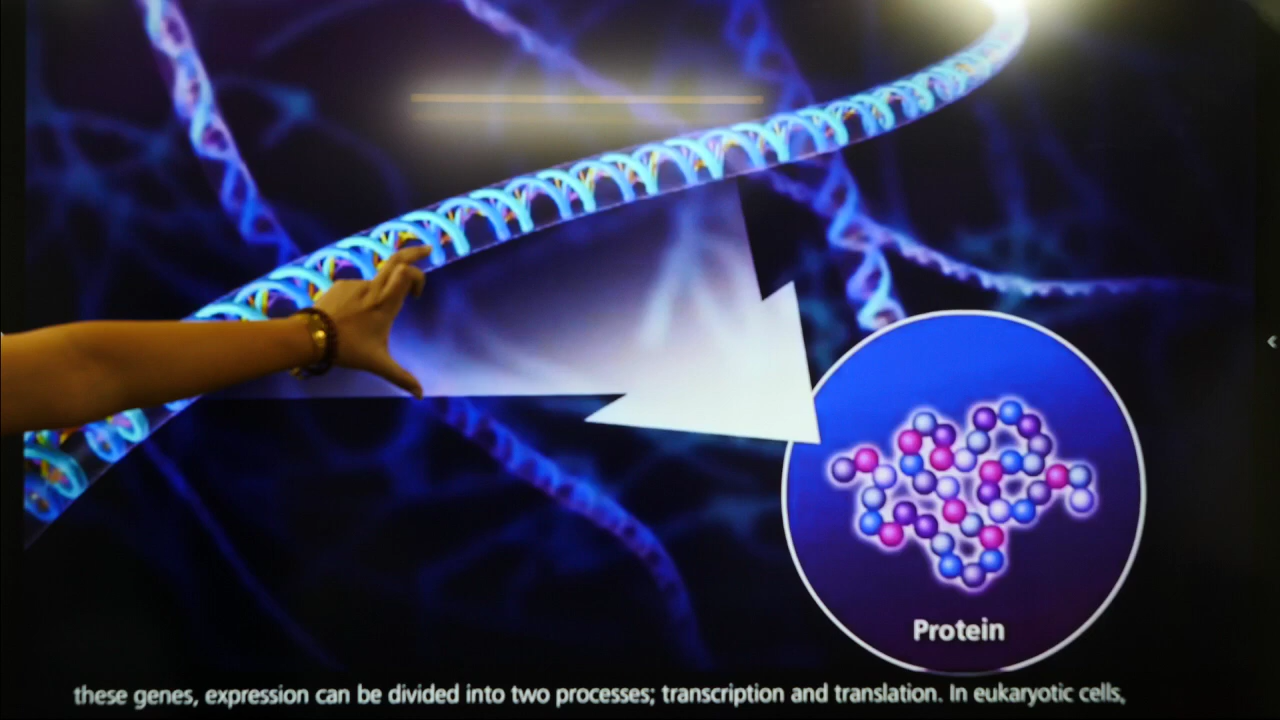 Protein
these genes, expression can be divided into two processes; transcription and translation. In eukaryotic cells,